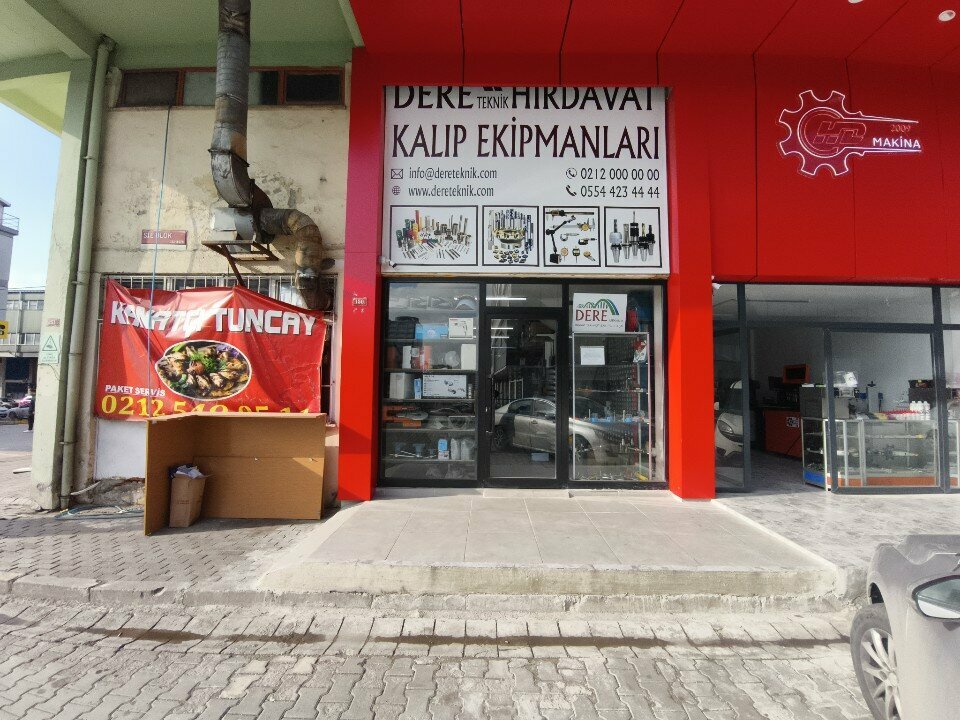 DERE TEKNİK HIRDAVAT
KALIP EKİPMANLARI
info@dereteknik.com
0212 000 00 00
www.dereteknik.com
0554 423 44 44
2009
MAKİNA
KANATÇI TUNCAY
PAKET SERVİS
0212
DERE